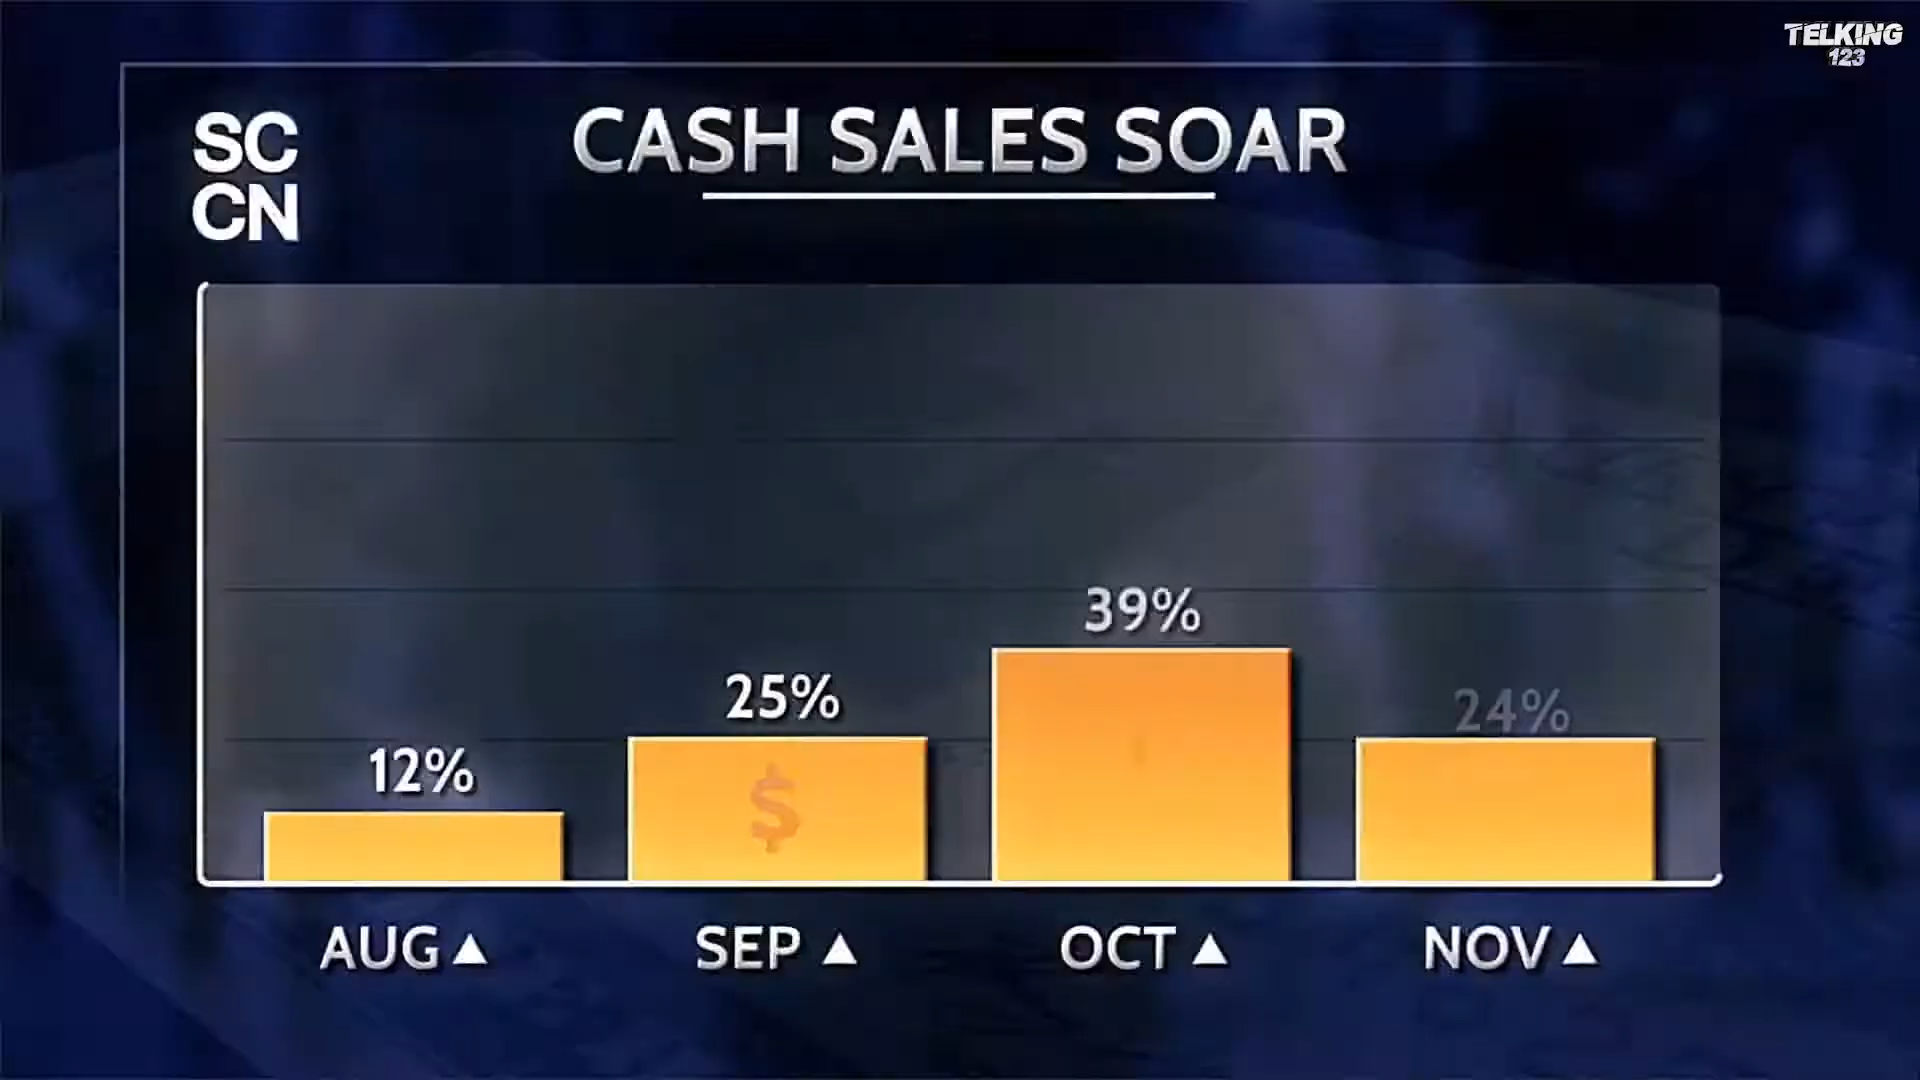 TELKING
123
SC
CN
CASH SALES SOAR
12%
25%
39%
24%
$
AUG ▲
SEP ▲
OCT ▲
NOV ▲